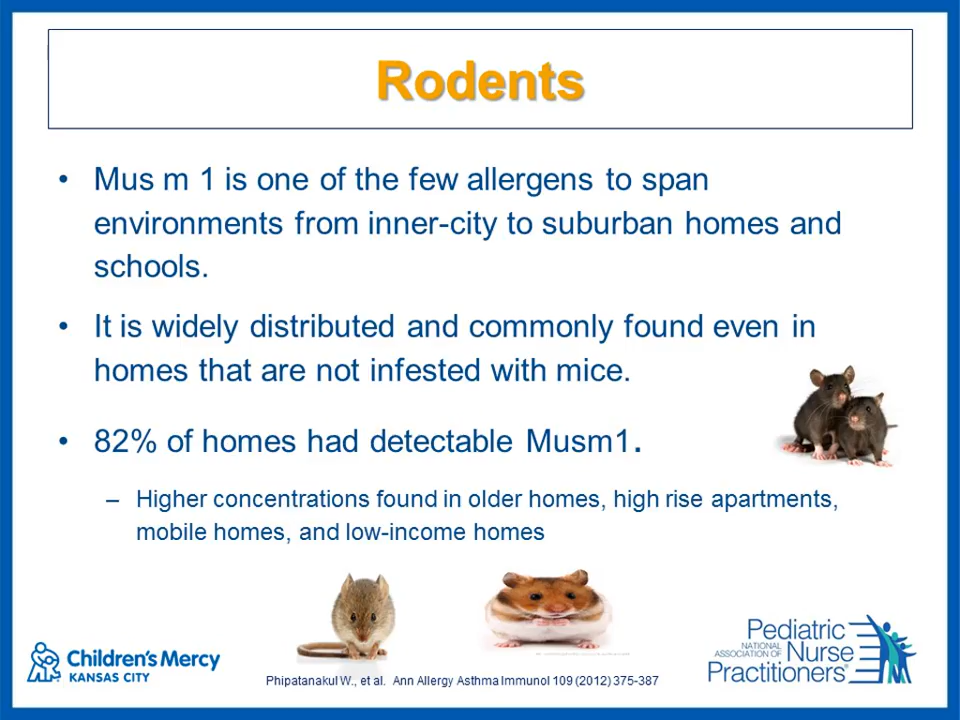 Rodents
• Mus m 1 is one of the few allergens to span
environments from inner-city to suburban homes and
schools.
• It is widely distributed and commonly found even in
homes that are not infested with mice.
• 82% of homes had detectable Musm1.
– Higher concentrations found in older homes, high rise apartments,
mobile homes, and low-income homes
Children's Mercy
KANSAS CITY
Phipatanakul W., et al. Ann Allergy Asthma Immunol 109 (2012) 375-387
Pediatric
NATIONAL
ASSOCIATION OF Nurse
Practitioners®